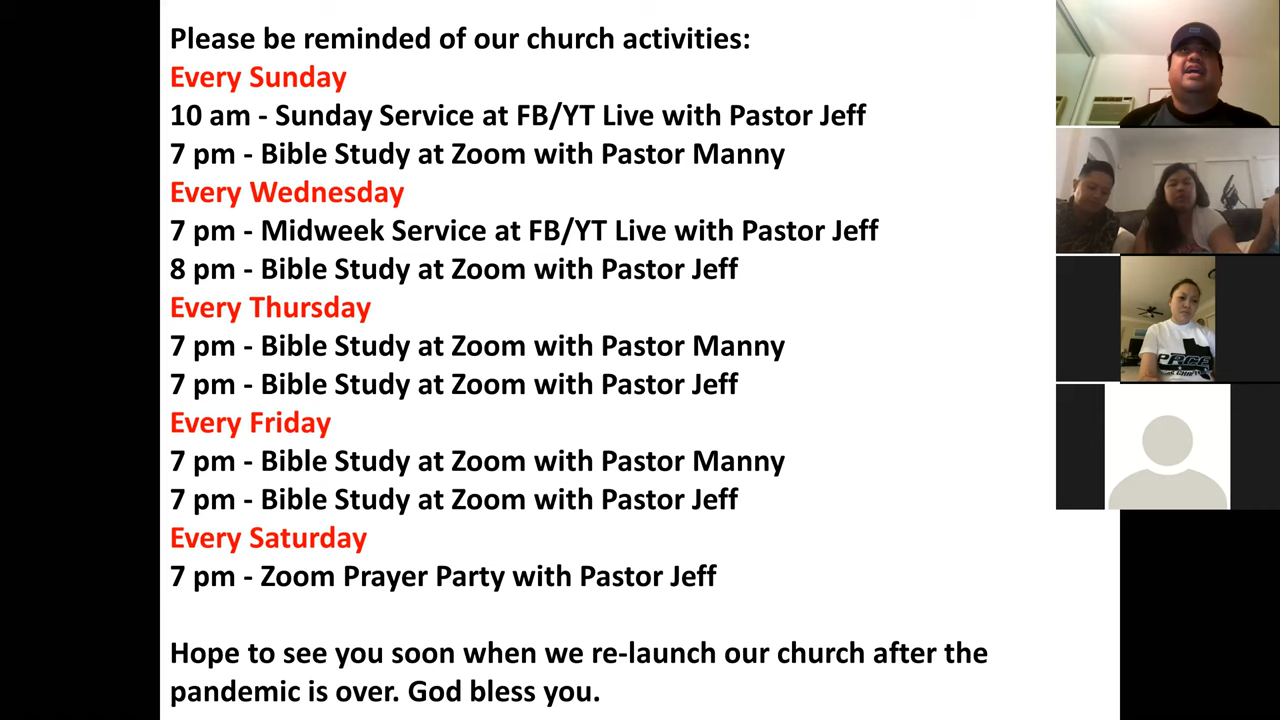 Please be reminded of our church activities:
Every Sunday
10 am - Sunday Service at FB/YT Live with Pastor Jeff
7 pm - Bible Study at Zoom with Pastor Manny
Every Wednesday
7 pm - Midweek Service at FB/YT Live with Pastor Jeff
8 pm - Bible Study at Zoom with Pastor Jeff
Every Thursday
7 pm - Bible Study at Zoom with Pastor Manny
7 pm - Bible Study at Zoom with Pastor Jeff
Every Friday
7 pm - Bible Study at Zoom with Pastor Manny
7 pm - Bible Study at Zoom with Pastor Jeff
Every Saturday
7 pm - Zoom Prayer Party with Pastor Jeff
Hope to see you soon when we re-launch our church after the
pandemic is over. God bless you.